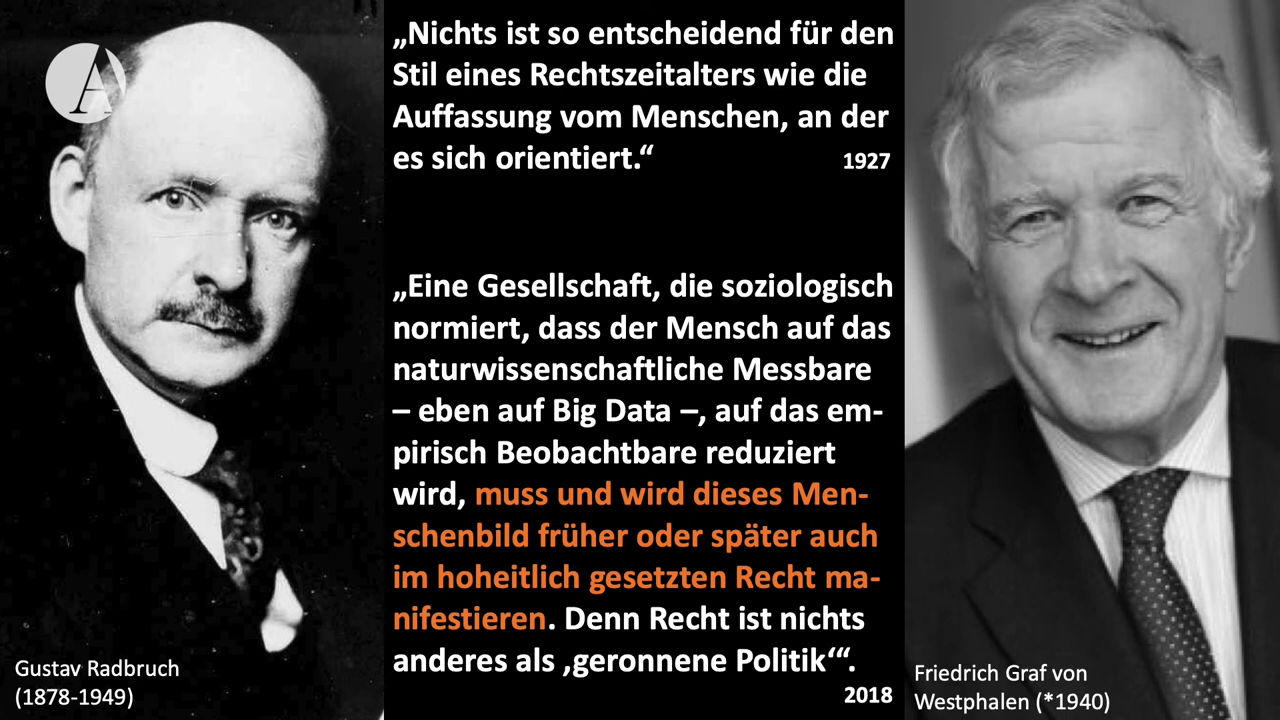 A
„Nichts ist so entscheidend für den
Stil eines Rechtszeitalters wie die
Auffassung vom Menschen, an der
es sich orientiert.“ 1927
„Eine Gesellschaft, die soziologisch
normiert, dass der Mensch auf das
naturwissenschaftliche Messbare
– eben auf Big Data –, auf das em-
pirisch Beobachtbare reduziert
wird, muss und wird dieses Men-
schenbild früher oder später auch
im hoheitlich gesetzten Recht ma-
nifestieren. Denn Recht ist nichts
anderes als ‚geronnene Politik‘“.
2018
Gustav Radbruch
(1878-1949)
Friedrich Graf von
Westphalen (*1940)